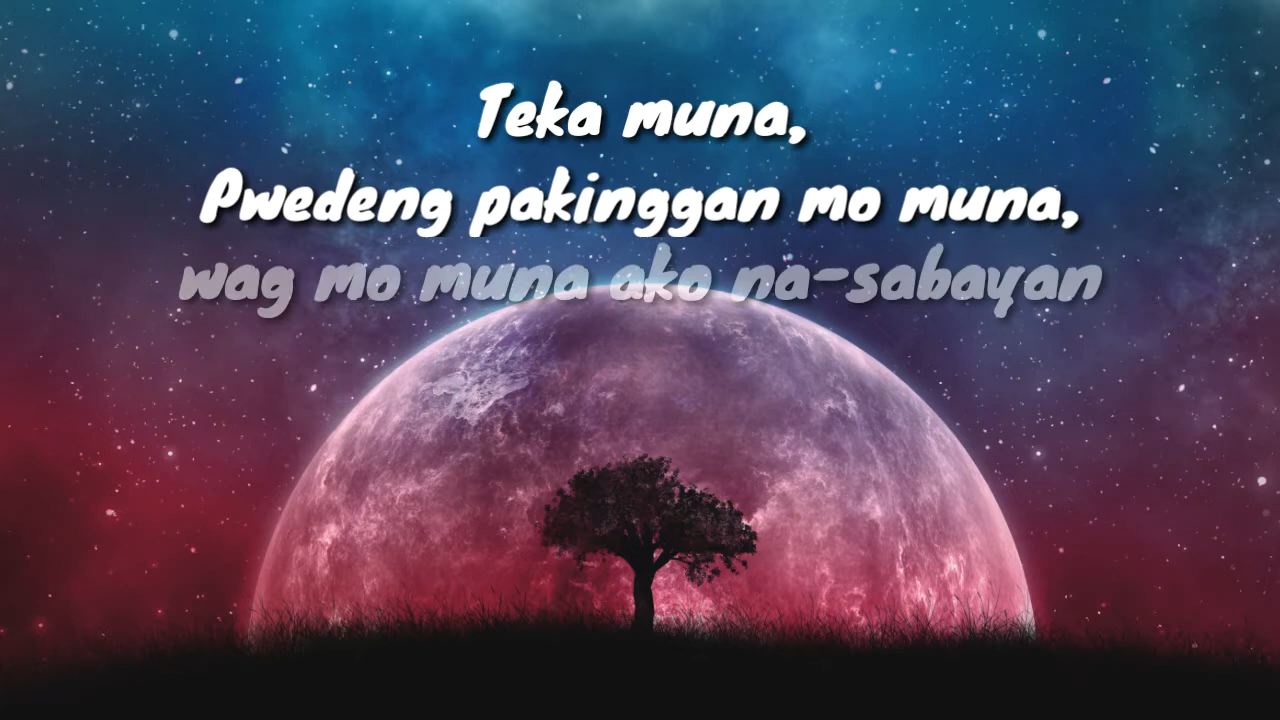 Teka muna,
Pwedeng pakinggan mo muna,
wag mo muna ako na-sabayan